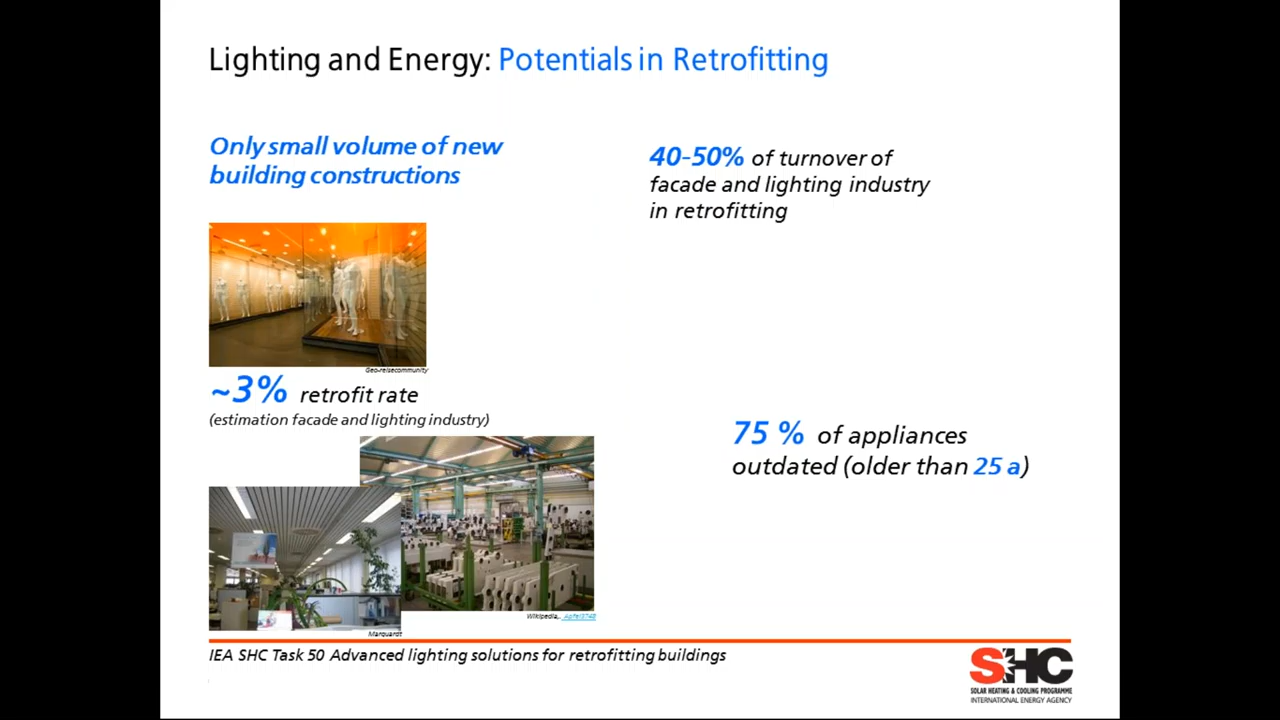 Lighting and Energy: Potentials in Retrofitting
Only small volume of new
building constructions
40-50% of turnover of
facade and lighting industry
in retrofitting
Geo-reisecommunity
~3% retrofit rate
(estimation facade and lighting industry)
75 % of appliances
outdated (older than 25 a)
Wikipedia,, Apfel3748
Marquardt
IEA SHC Task 50 Advanced lighting solutions for retrofitting buildings
SHC
SOLAR HEATING & COOLING PROGRAMME
INTERNATIONAL ENERGY AGENCY